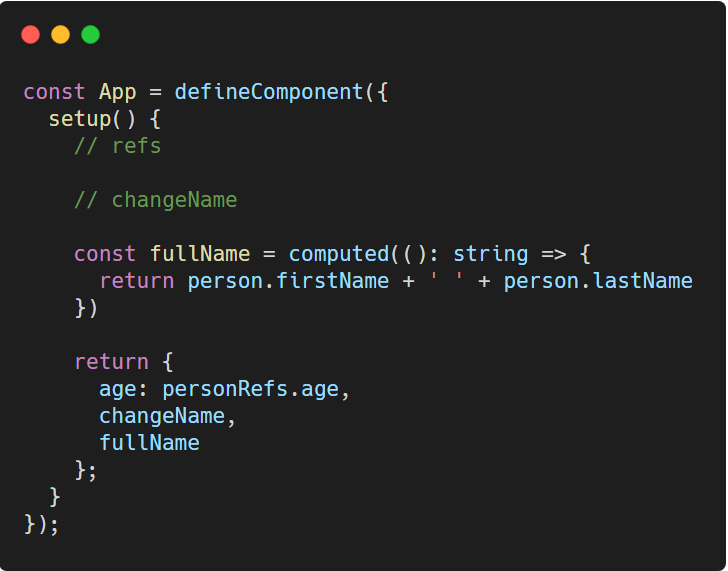 const App = defineComponent({
  setup() {
    // refs

    // changeName

    const fullName = computed((): string => {
      return person.firstName + ' ' + person.lastName
    })

    return {
      age: personRefs.age,
      changeName,
      fullName
    };
  }
});